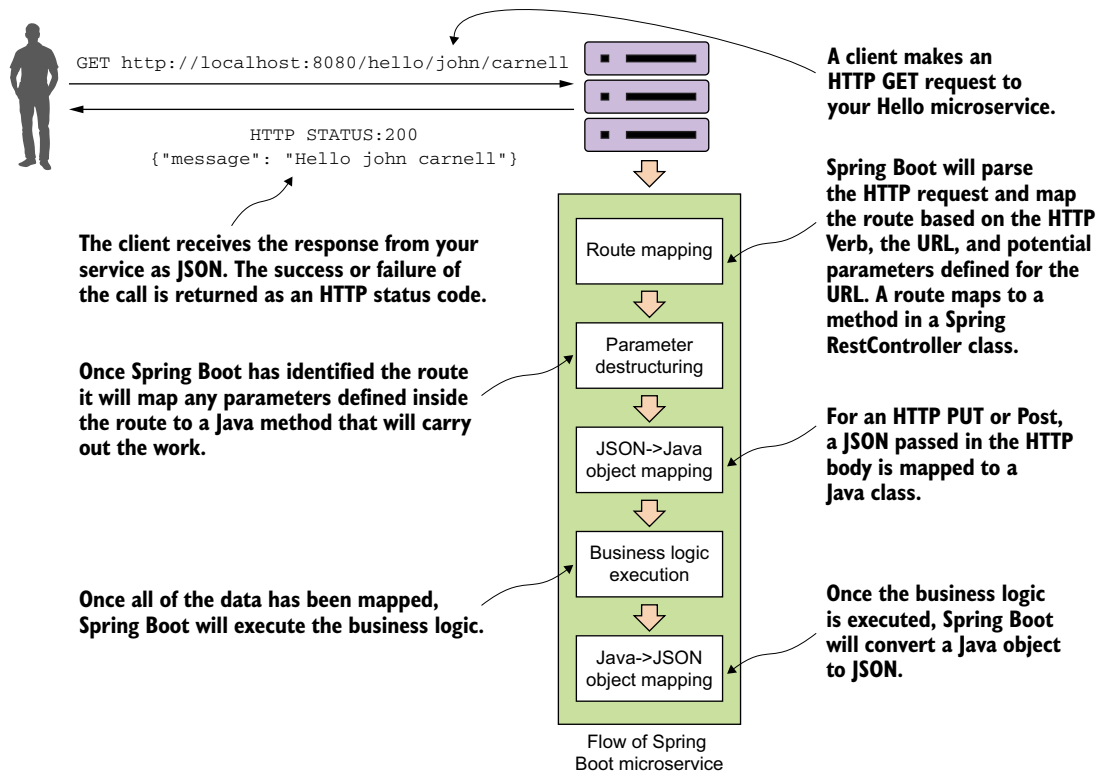 GET http://localhost:8080/hello/john/carnell
HTTP STATUS:200
{"message": "Hello john carnell"}
A client makes an
HTTP GET request to
your Hello microservice.
The client receives the response from your
service as JSON. The success or failure of
the call is returned as an HTTP status code.
Route mapping
Spring Boot will parse
the HTTP request and map
the route based on the HTTP
Verb, the URL, and potential
parameters defined for the
URL. A route maps to a
method in a Spring
RestController class.
Once Spring Boot has identified the route
it will map any parameters defined inside
the route to a Java method that will carry
out the work.
Parameter
destructuring
JSON->Java
object mapping
For an HTTP PUT or Post,
a JSON passed in the HTTP
body is mapped to a
Java class.
Once all of the data has been mapped,
Spring Boot will execute the business logic.
Business logic
execution
Java->JSON
object mapping
Once the business logic
is executed, Spring Boot
will convert a Java object
to JSON.
Flow of Spring
Boot microservice